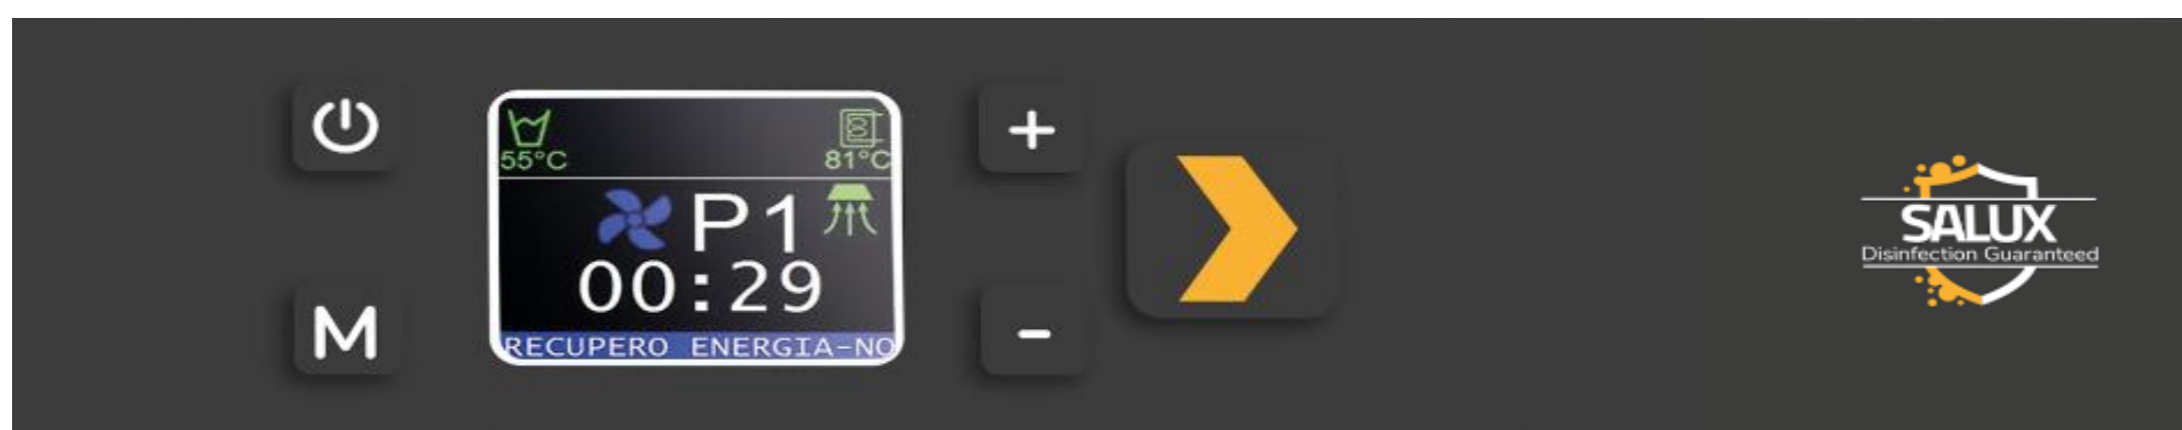 55°C
81°C
P1
00:29
RECUPERO ENERGIA-NO
M
+
-
SALUX
Disinfection Guaranteed